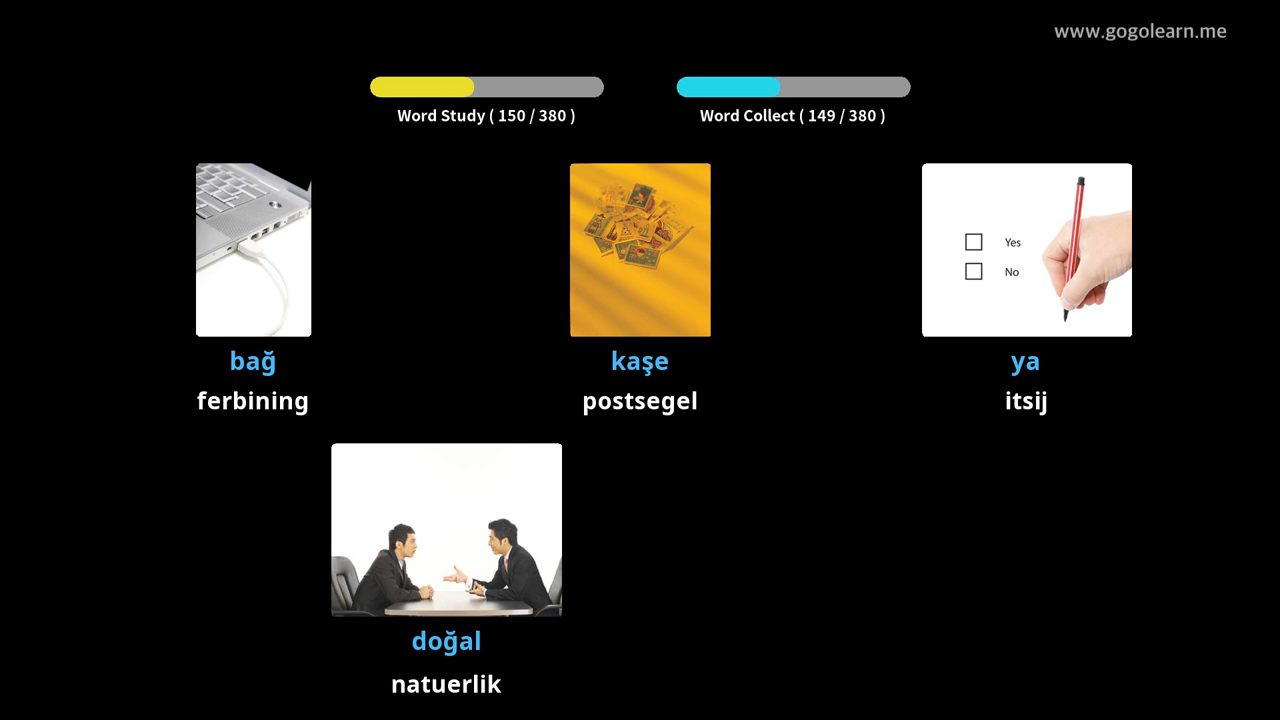 www.gogolearn.me
Word Study ( 150 / 380 )
Word Collect ( 149 / 380 )
Yes
No
bağ
kaşe
ya
ferbining
postsegel
itsij
doğal
natuerlik